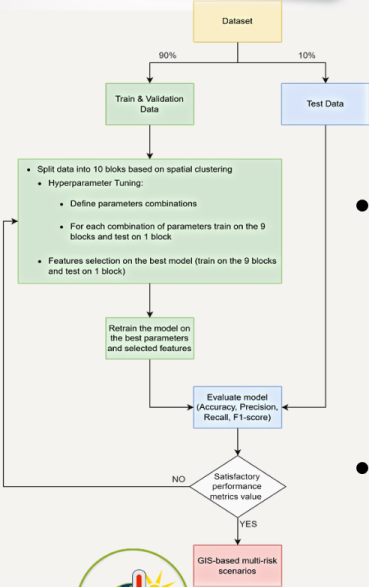 Dataset
90%
10%
Train & Validation
Data
Test Data
• Split data into 10 bloks based on spatial clustering
• Hyperparameter Tuning:
• Define parameters combinations
• For each combination of parameters train on the 9
blocks and test on 1 block
• Features selection on the best model (train on the 9 blocks
and test on 1 block)
Retrain the model on
the best parameters
and selected features
Evaluate model
(Accuracy, Precision,
Recall, F1-score)
NO
Satisfactory
performance
metrics value
YES
GIS-based multi-risk
scenarios